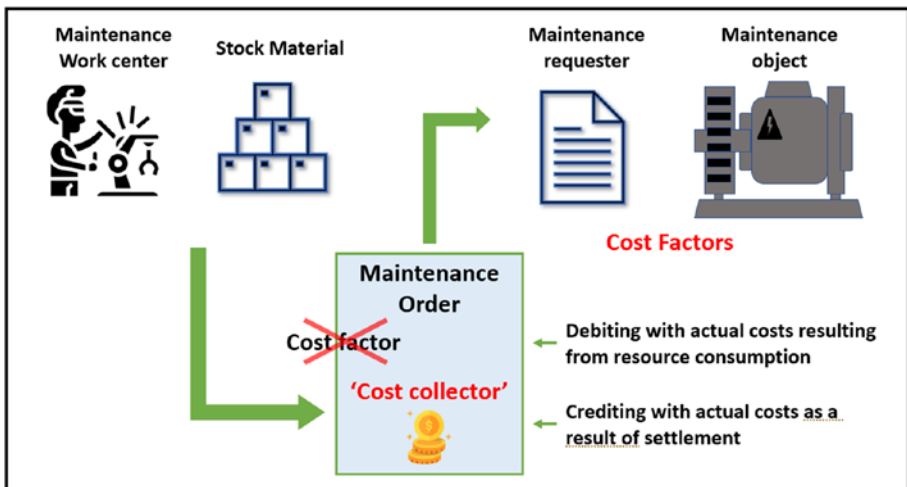 Maintenance
Work center
Stock Material
Maintenance
requester
Maintenance
object
Cost Factors
Maintenance
Order
Cost factor
'Cost collector'
Debiting with actual costs resulting
from resource consumption
Crediting with actual costs as a
result of settlement
$